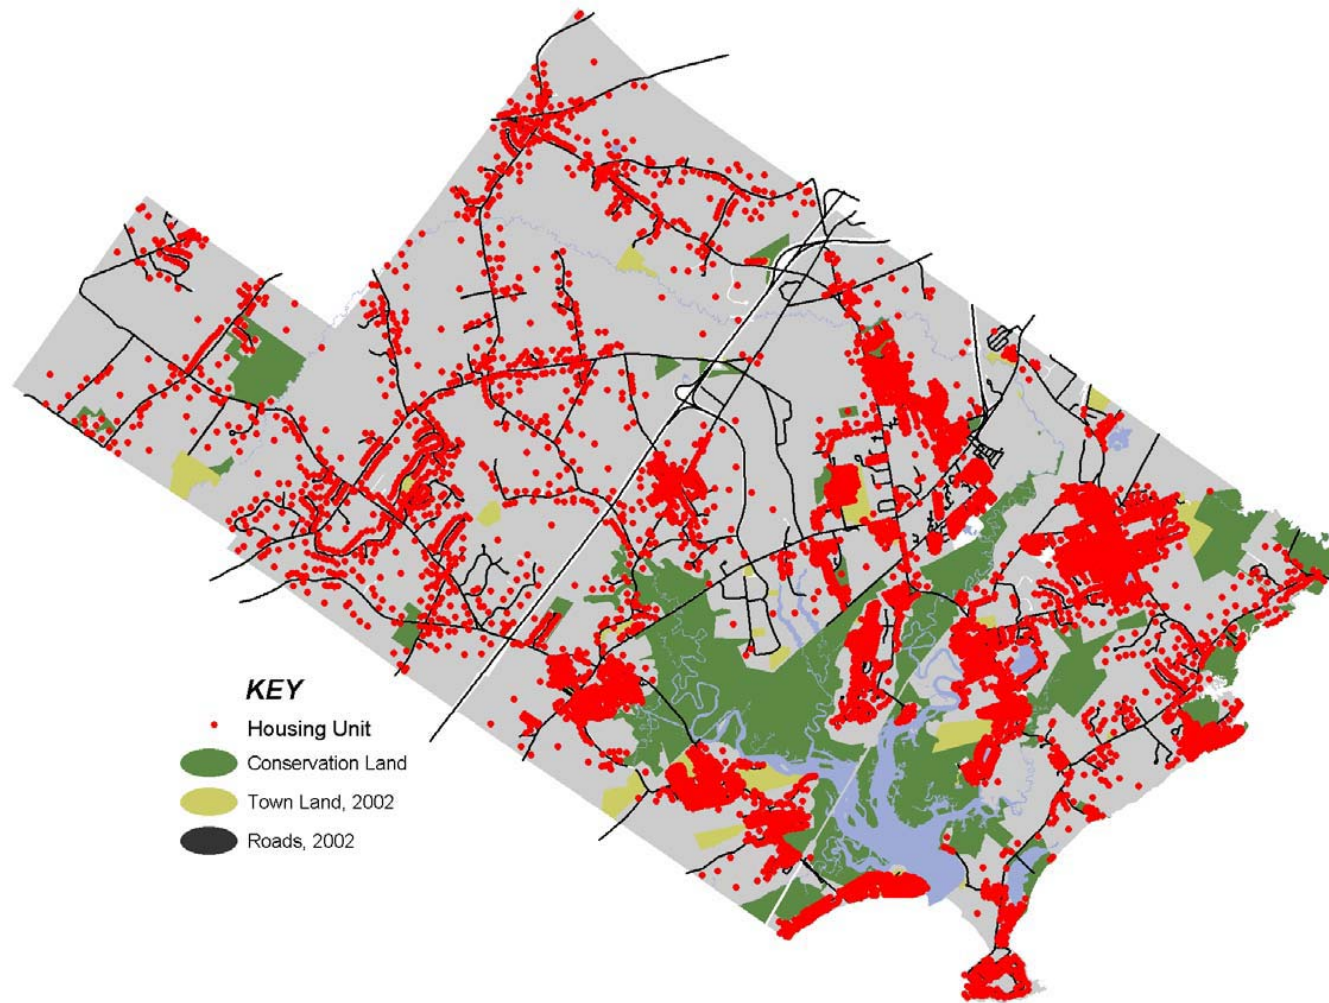 KEY
Housing Unit
Conservation Land
Town Land, 2002
Roads, 2002